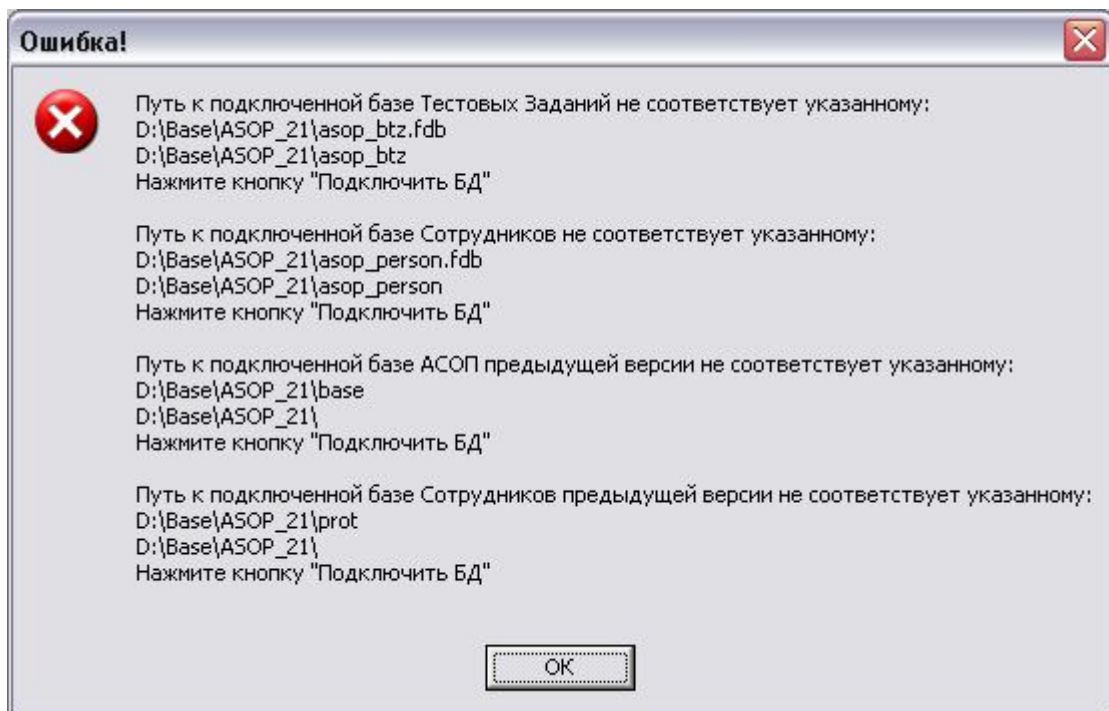 Ошибка!
Путь к подключенной базе Тестовых Заданий не соответствует указанному:
D:\Base\ASOP_21\asop_btz.fdb
D:\Base\ASOP_21\asop_btz
Нажмите кнопку "Подключить БД"
Путь к подключенной базе Сотрудников не соответствует указанному:
D:\Base\ASOP_21\asop_person.fdb
D:\Base\ASOP_21\asop_person
Нажмите кнопку "Подключить БД"
Путь к подключенной базе АСОП предыдущей версии не соответствует указанному:
D:\Base\ASOP_21\base
D:\Base\ASOP_21\
Нажмите кнопку "Подключить БД"
Путь к подключенной базе Сотрудников предыдущей версии не соответствует указанному:
D:\Base\ASOP_21\prot
D:\Base\ASOP_21\
Нажмите кнопку "Подключить БД"
OK